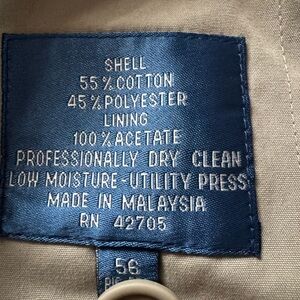 SHELL
55% COTTON
45% POLYESTER
LINING
100% ACETATE
PROFESSIONALLY DRY CLEAN
LOW MOISTURE-UTILITY PRESS
MADE IN MALAYSIA
RN 42705
56